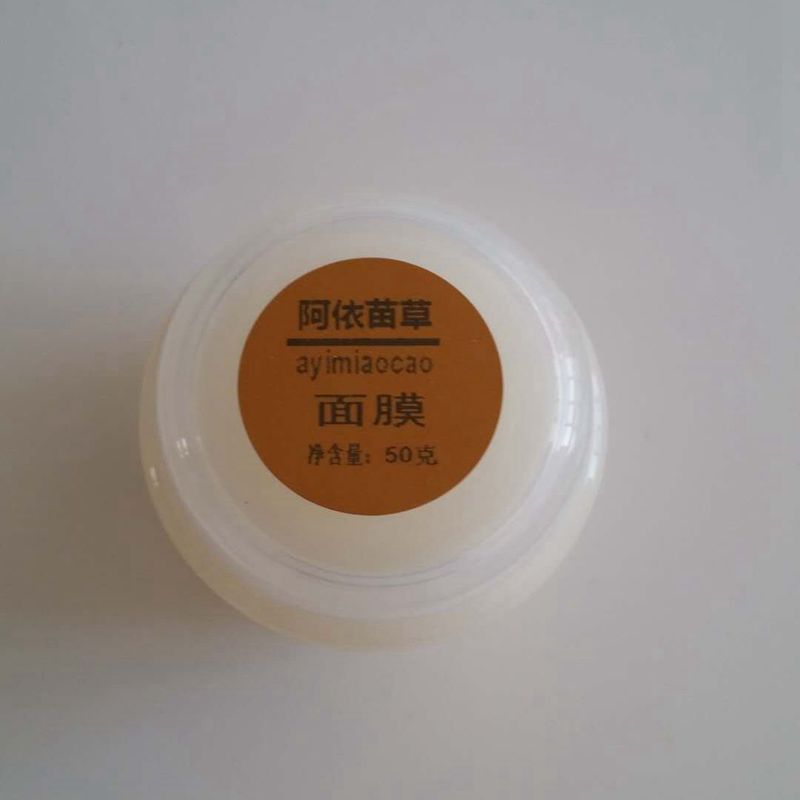 阿依苗草
ayimiaocao
面膜
净含量：50克